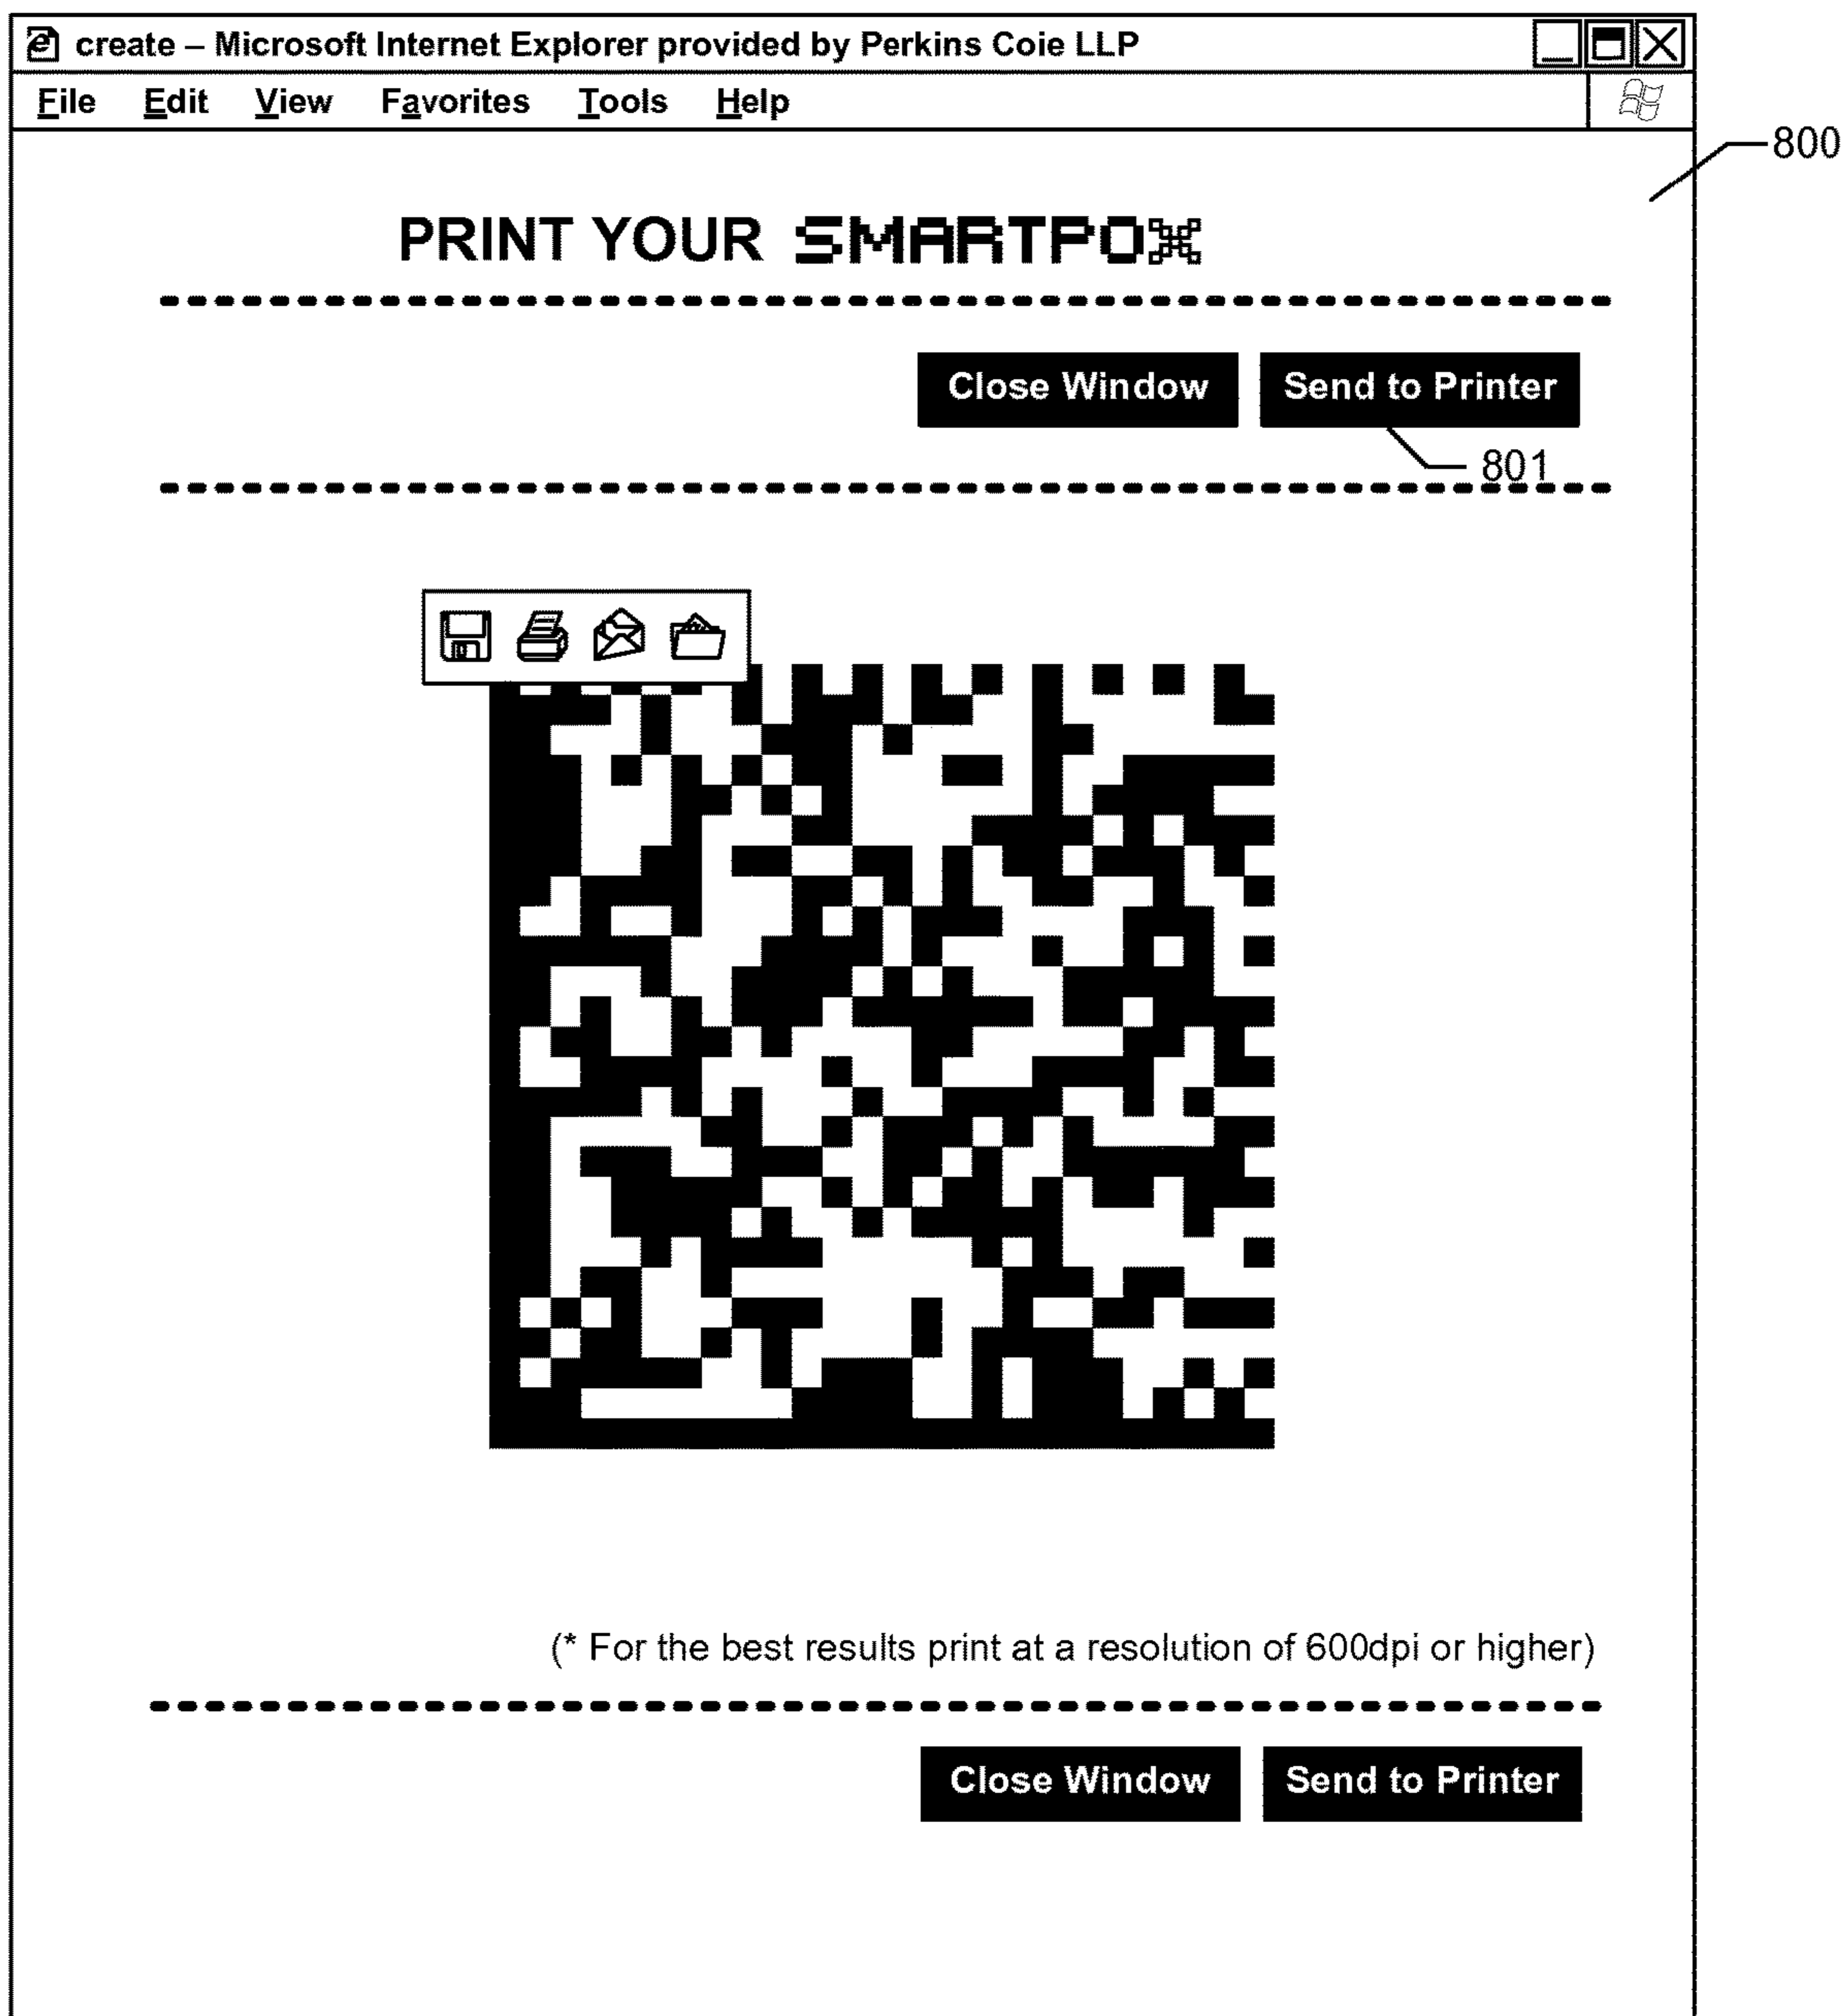 create – Microsoft Internet Explorer provided by Perkins Coie LLP
File Edit View Favorites Tools Help
800
PRINT YOUR SMARTPOX
Close Window Send to Printer
801
(* For the best results print at a resolution of 600dpi or higher)
Close Window Send to Printer